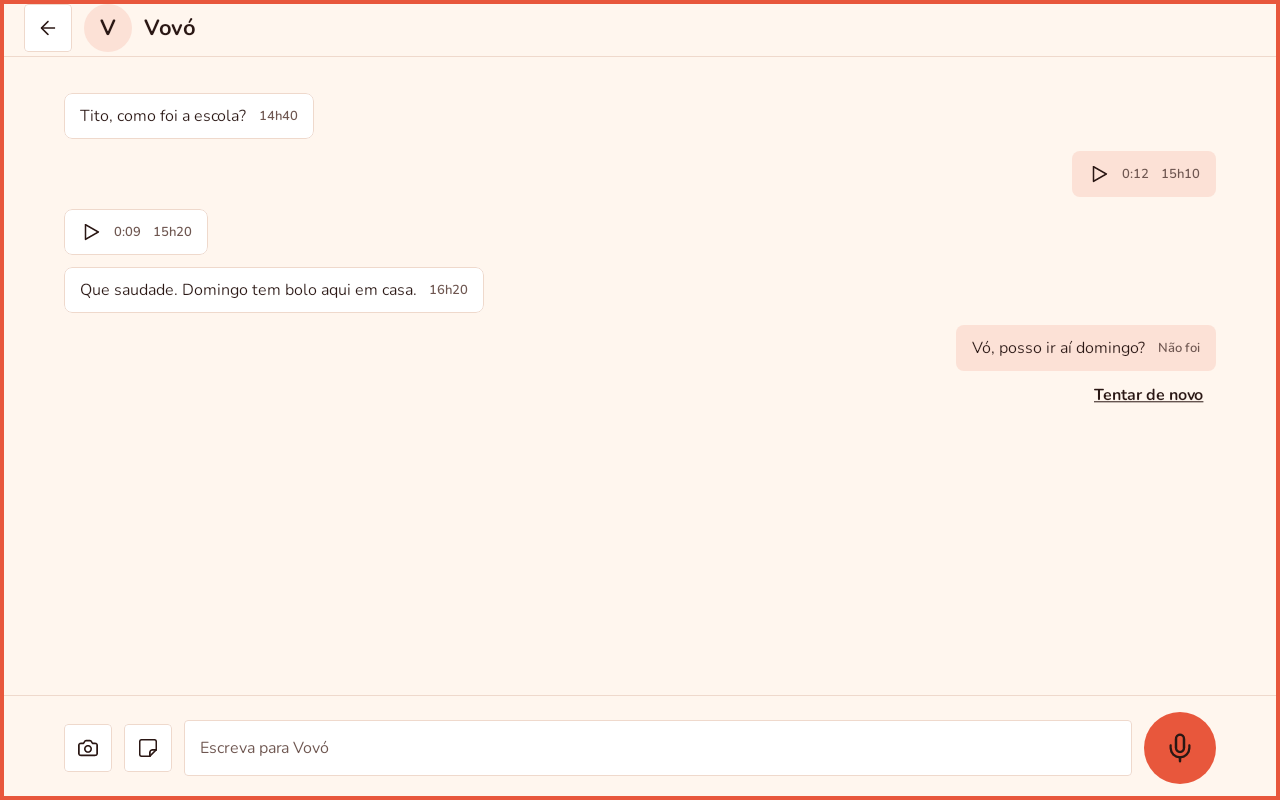 V Vovó
Tito, como foi a escola? 14h40
0:12 15h10
0:09 15h20
Que saudade. Domingo tem bolo aqui em casa. 16h20
Vó, posso ir aí domingo? Não foi
Tentar de novo
Escreva para Vovó